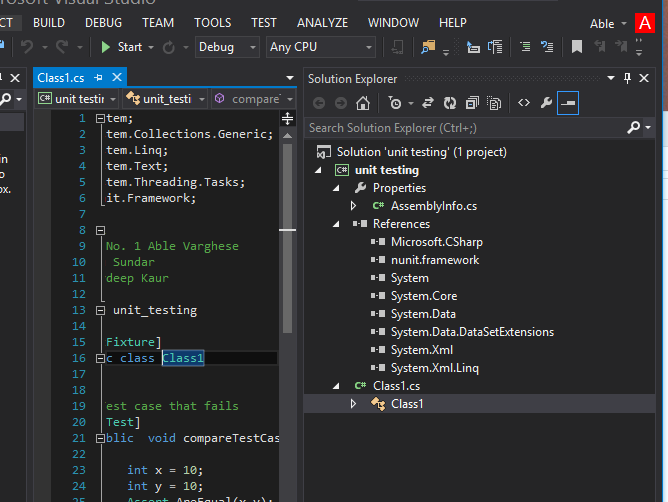 osoft Visual Studio
CT BUILD DEBUG TEAM TOOLS TEST ANALYZE WINDOW HELP Able A
Start Debug Any CPU
Class1.cs
unit testin unit_testi compareT
1 tem;
2 tem.Collections.Generic;
3 tem.Linq;
4 tem.Text;
5 tem.Threading.Tasks;
6 it.Framework;
7
8
9 No. 1 Able Varghese
10 Sundar
11 deep Kaur
12
13 unit_testing
14
15 Fixture]
16 c class Class1
17
18
19 est case that fails
20 Test]
21 blic void compareTestCas
22
23 int x = 10;
24 int y = 10;
25 Assert.AreEqual(x,y);
in
o
ox.
Solution Explorer
Search Solution Explorer (Ctrl+;)
Solution 'unit testing' (1 project)
C# unit testing
Properties
C# AssemblyInfo.cs
References
Microsoft.CSharp
nunit.framework
System
System.Core
System.Data
System.Data.DataSetExtensions
System.Xml
System.Xml.Linq
C# Class1.cs
Class1